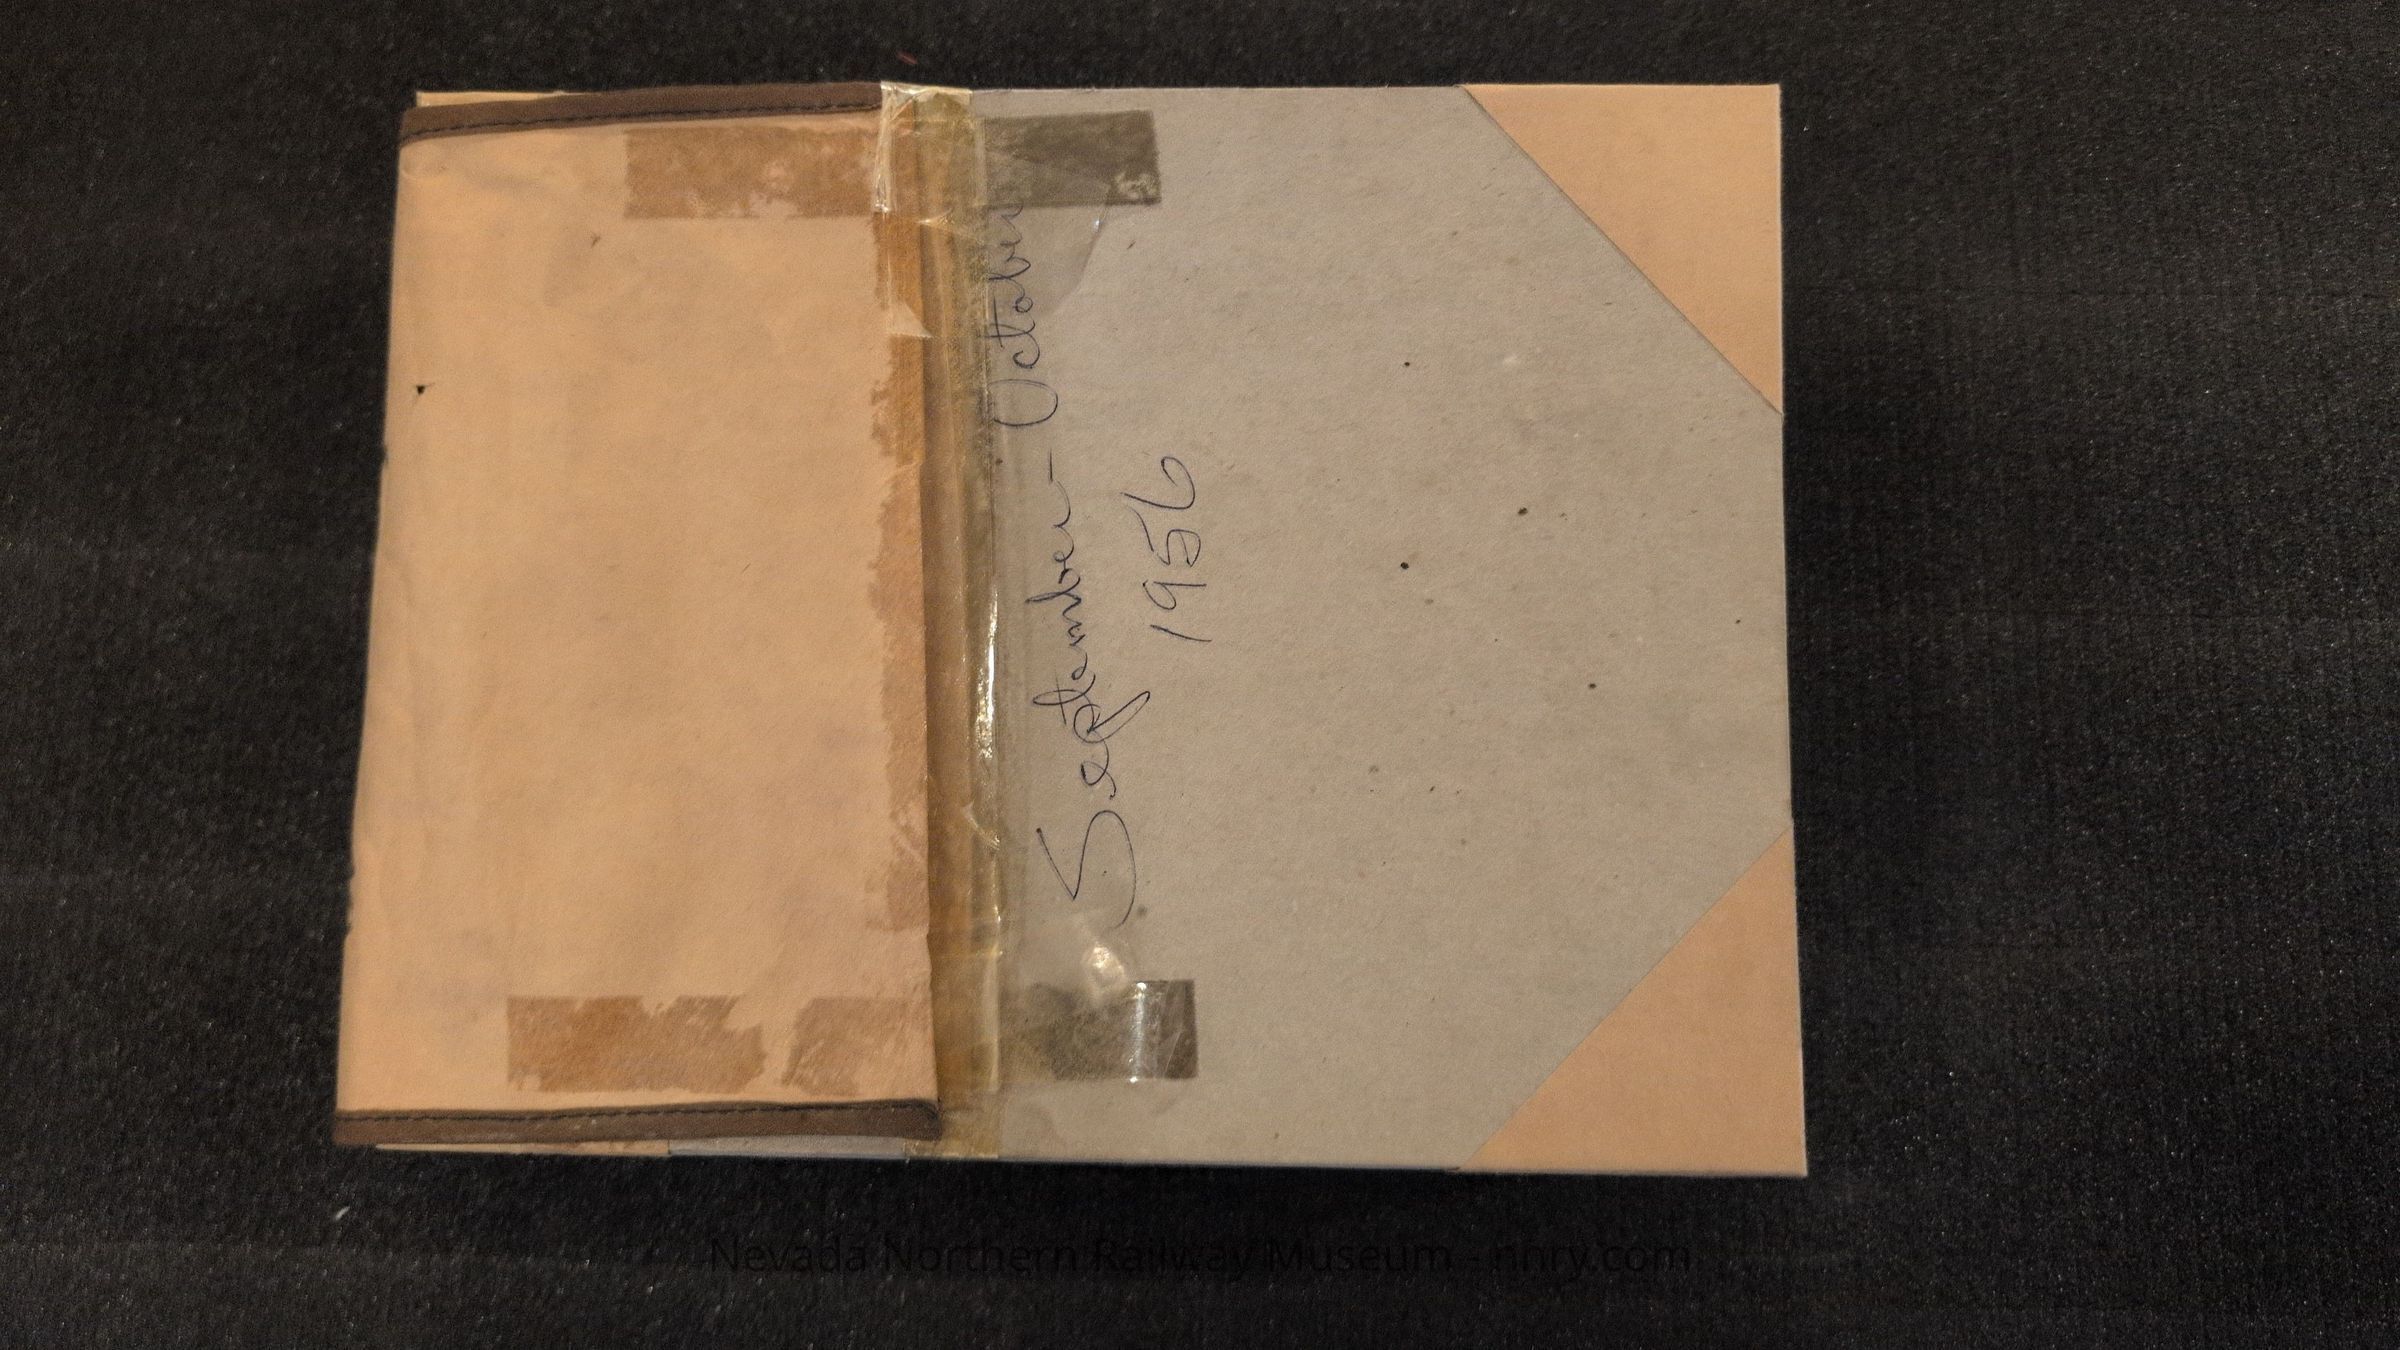 September - October
1956
Nevada Northern Railway Museum - nnry.com